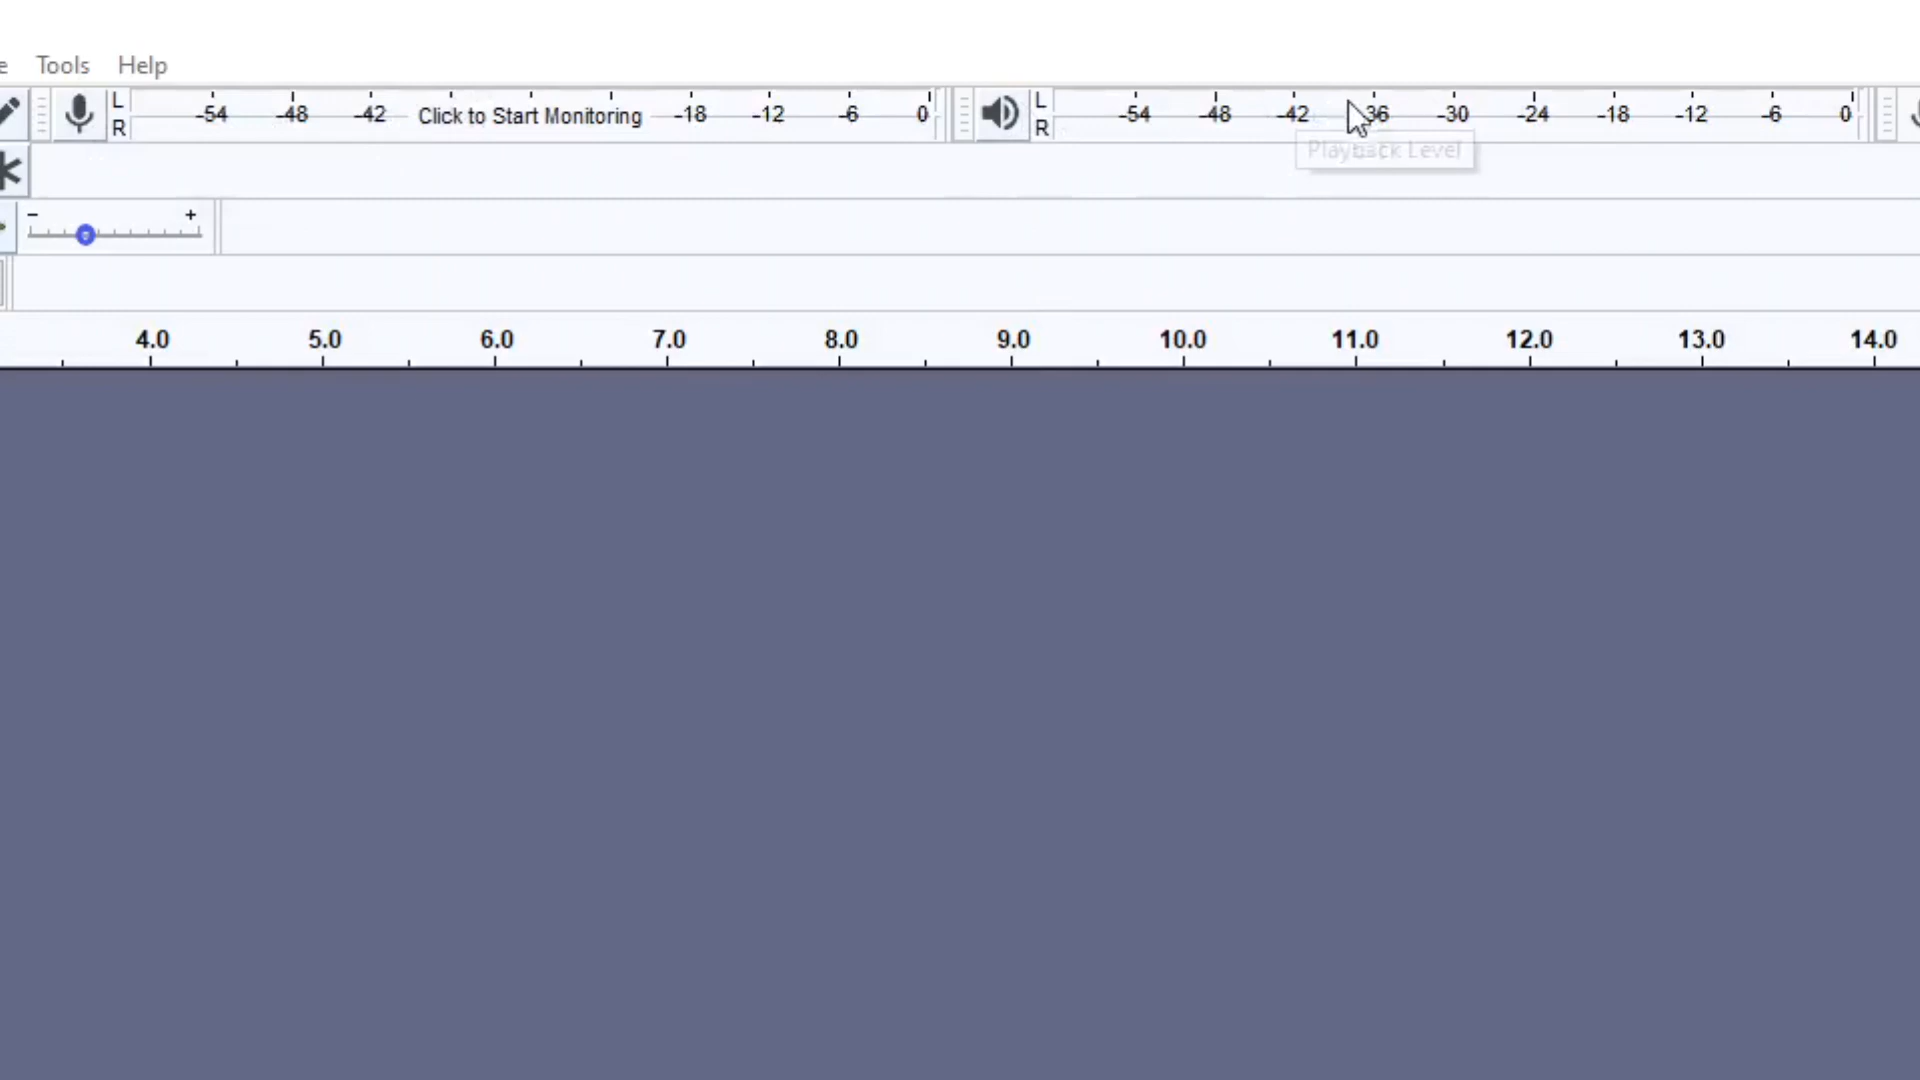 e Tools Help
L -54 -48 -42 Click to Start Monitoring -18 -12 -6 0 L -54 -48 -42 -36 -30 -24 -18 -12 -6 0
R R
Playback Level
- +
4.0 5.0 6.0 7.0 8.0 9.0 10.0 11.0 12.0 13.0 14.0